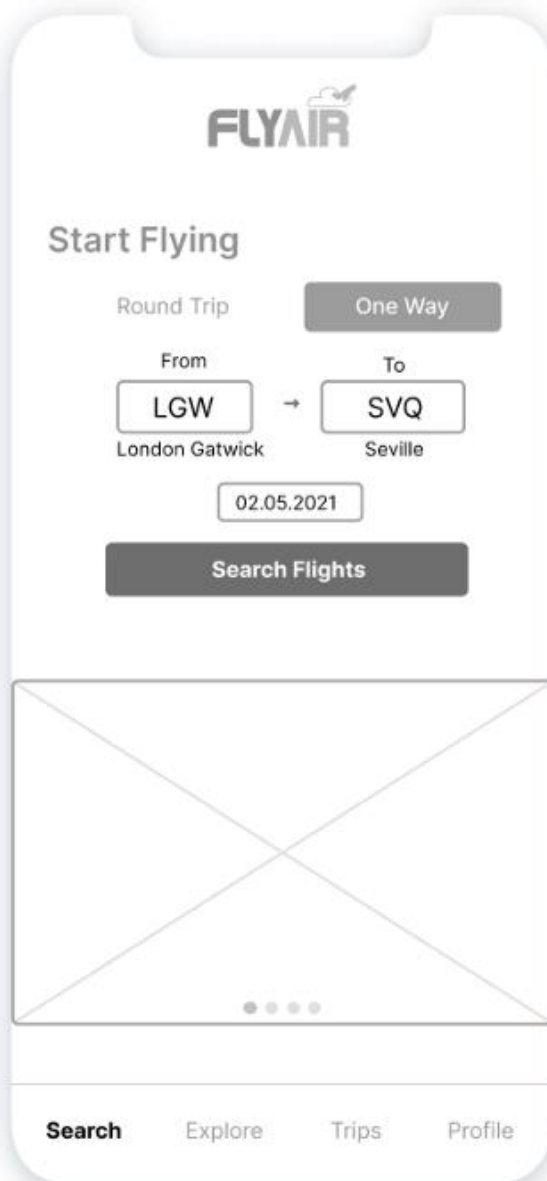 FLYAIR
Start Flying
Round Trip One Way
From To
LGW → SVQ
London Gatwick Seville
02.05.2021
Search Flights
Search Explore Trips Profile